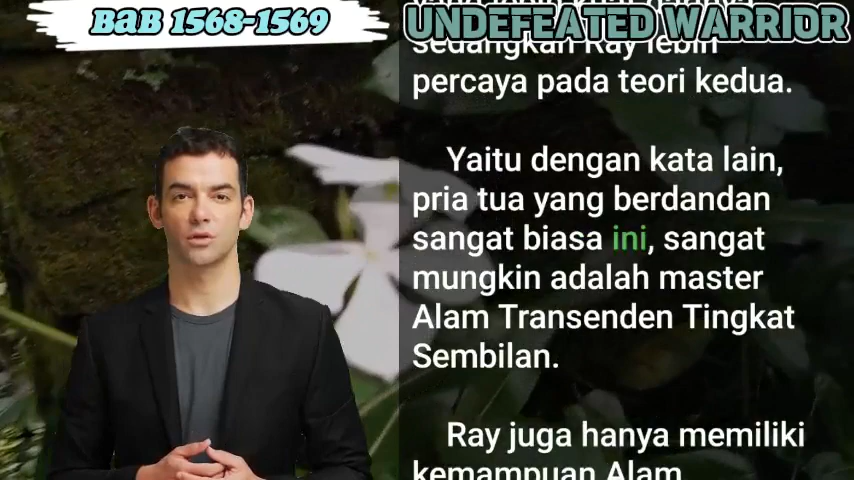 BAB 1568-1569
UNDEFEATED WARRIOR
sedangkan Ray lebih
percaya pada teori kedua.
Yaitu dengan kata lain,
pria tua yang berdandan
sangat biasa ini, sangat
mungkin adalah master
Alam Transenden Tingkat
Sembilan.
Ray juga hanya memiliki
kemampuan Alam